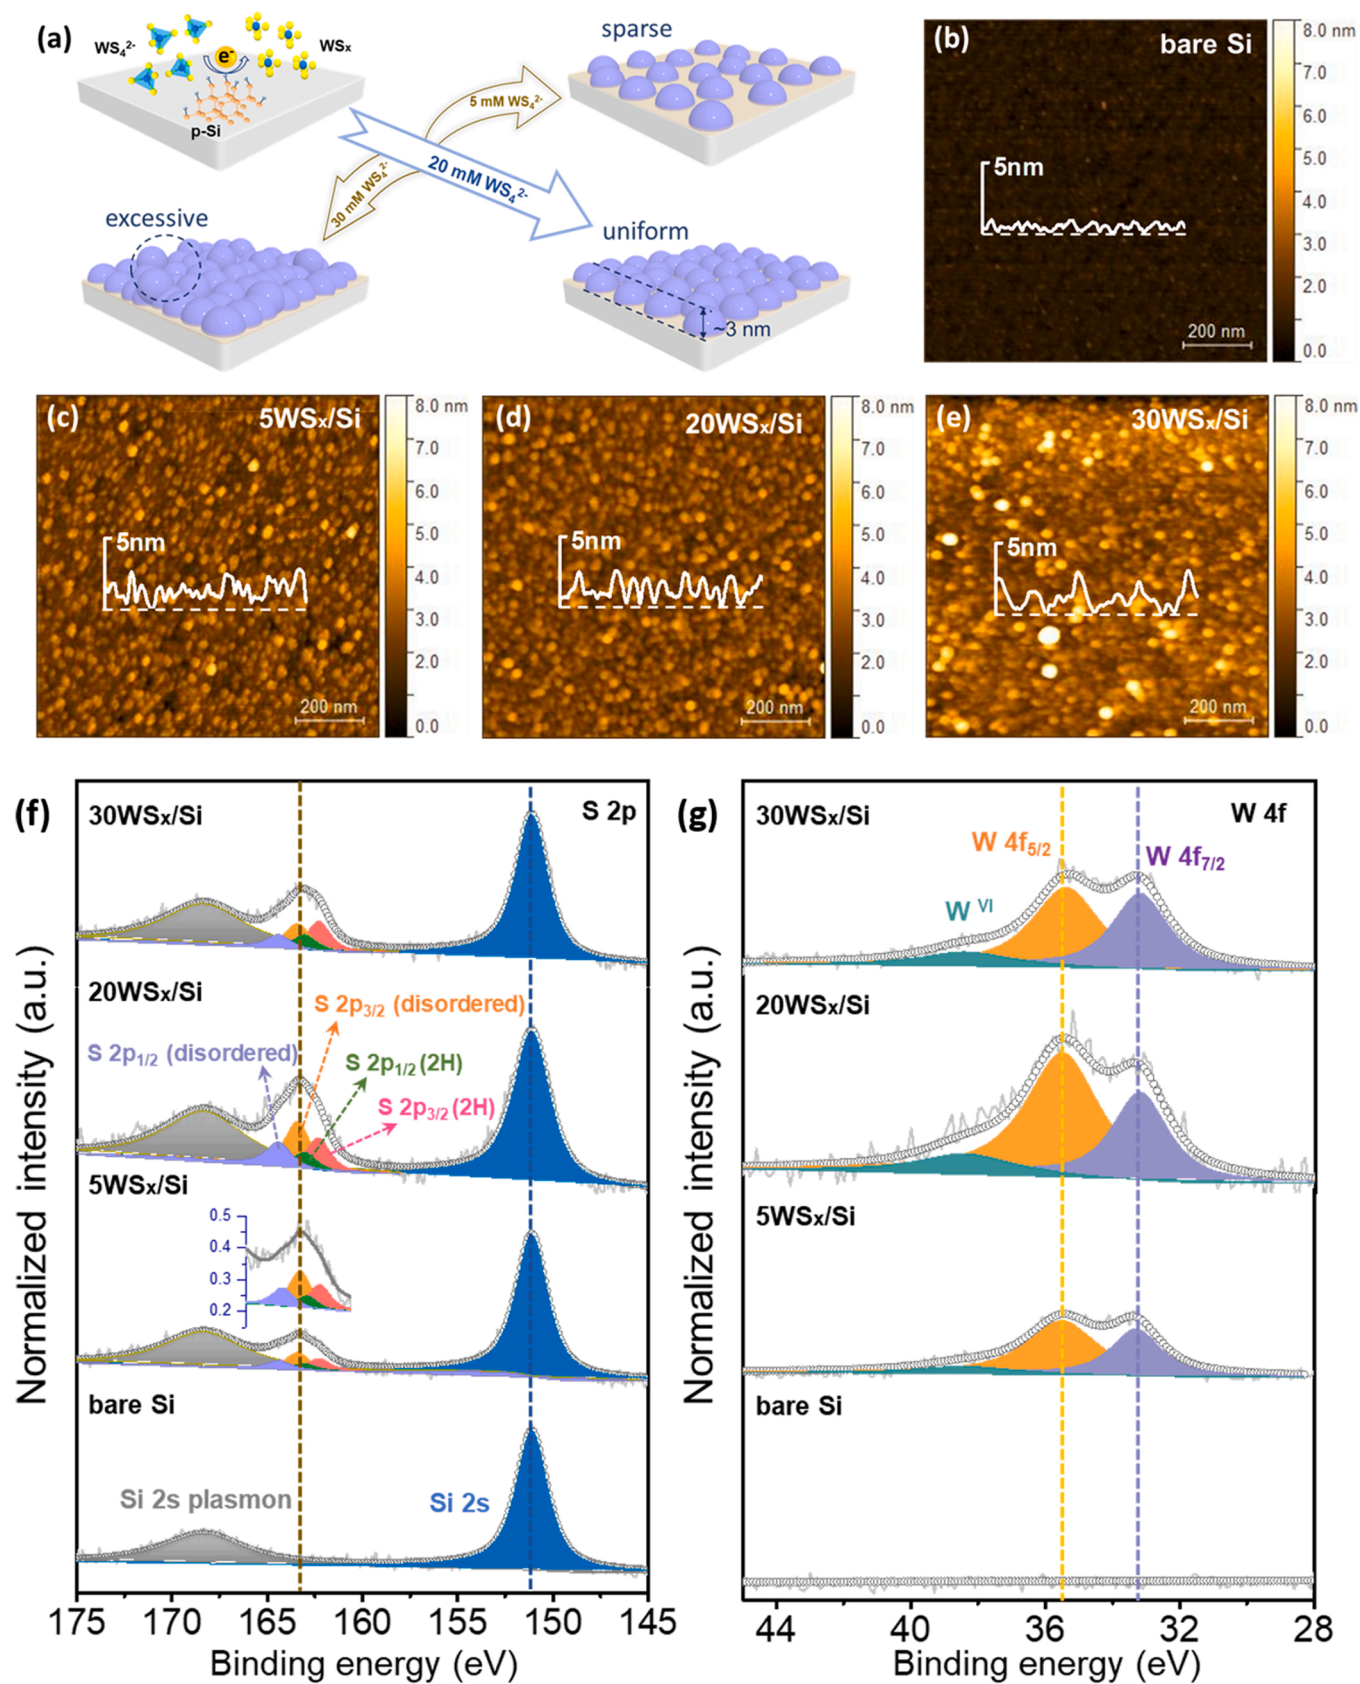 (a)
WS₄²⁻
e⁻
WSₓ
p-Si
sparse
5 mM WS₄²⁻
20 mM WS₄²⁻
30 mM WS₄²⁻
excessive
uniform
~3 nm
(b)
bare Si
5nm
200 nm
8.0 nm
7.0
6.0
5.0
4.0
3.0
2.0
0.0
(c)
5WSₓ/Si
5nm
200 nm
8.0 nm
7.0
6.0
5.0
4.0
3.0
2.0
0.0
(d)
20WSₓ/Si
5nm
200 nm
8.0 nm
7.0
6.0
5.0
4.0
3.0
2.0
0.0
(e)
30WSₓ/Si
5nm
200 nm
8.0 nm
7.0
6.0
5.0
4.0
3.0
2.0
0.0
(f)
30WSₓ/Si
S 2p
20WSₓ/Si
S 2p₃/₂ (disordered)
S 2p₁/₂ (disordered)
S 2p₁/₂ (2H)
S 2p₃/₂ (2H)
5WSₓ/Si
0.5
0.4
0.3
0.2
bare Si
Si 2s plasmon
Si 2s
Normalized intensity (a.u.)
175 170 165 160 155 150 145
Binding energy (eV)
(g)
30WSₓ/Si
W 4f
W 4f₅/₂
W 4f₇/₂
W ⱽᴵ
20WSₓ/Si
5WSₓ/Si
bare Si
Normalized intensity (a.u.)
44 40 36 32 28
Binding energy (eV)